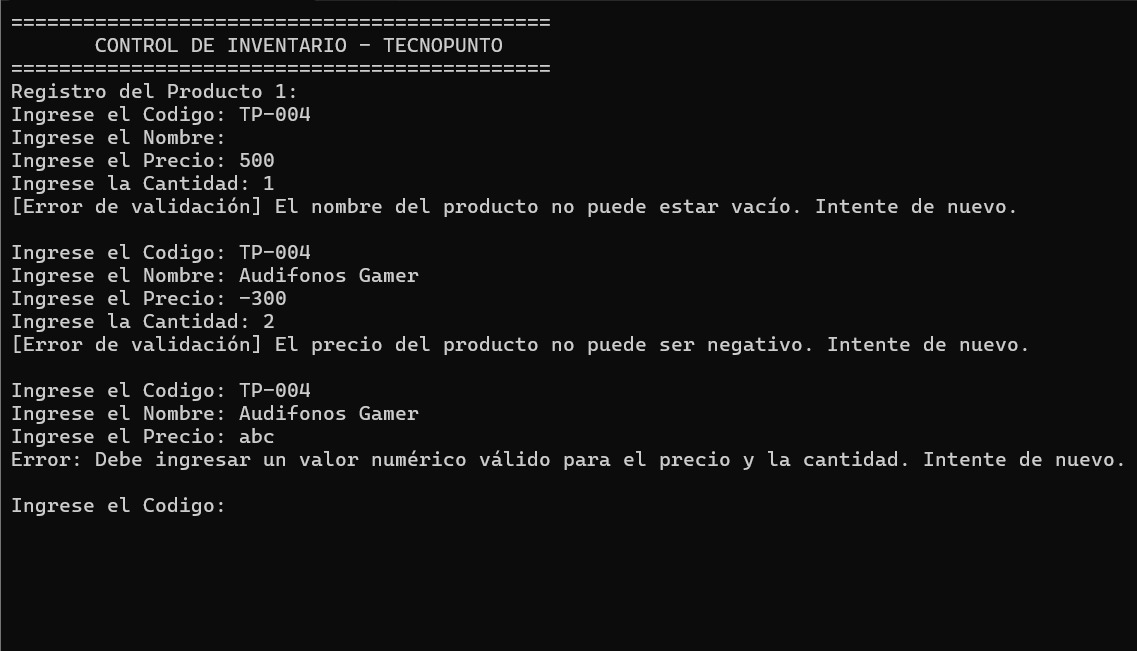 =============================================
CONTROL DE INVENTARIO - TECNOPUNTO
=============================================
Registro del Producto 1:
Ingrese el Codigo: TP-004
Ingrese el Nombre:
Ingrese el Precio: 500
Ingrese la Cantidad: 1
[Error de validación] El nombre del producto no puede estar vacío. Intente de nuevo.

Ingrese el Codigo: TP-004
Ingrese el Nombre: Audifonos Gamer
Ingrese el Precio: -300
Ingrese la Cantidad: 2
[Error de validación] El precio del producto no puede ser negativo. Intente de nuevo.

Ingrese el Codigo: TP-004
Ingrese el Nombre: Audifonos Gamer
Ingrese el Precio: abc
Error: Debe ingresar un valor numérico válido para el precio y la cantidad. Intente de nuevo.

Ingrese el Codigo: